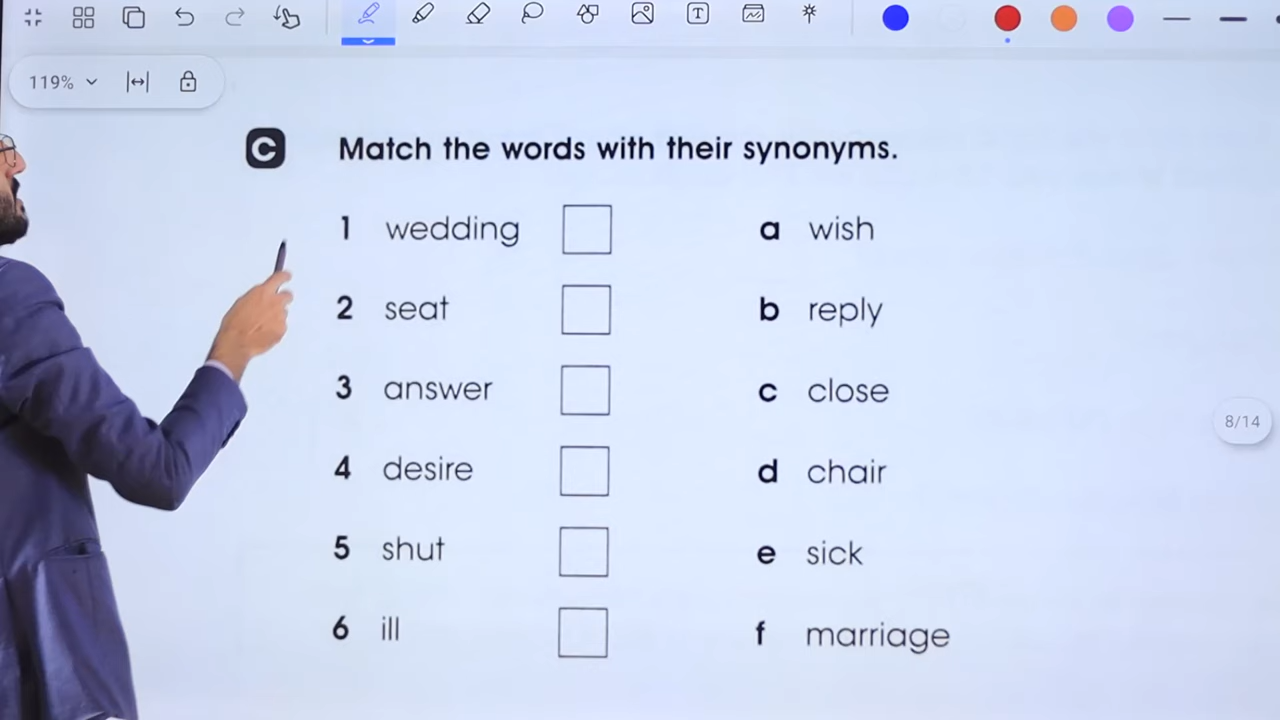 119%
C Match the words with their synonyms.
1 wedding a wish
2 seat b reply
3 answer c close
4 desire d chair
5 shut e sick
6 ill f marriage
8/14